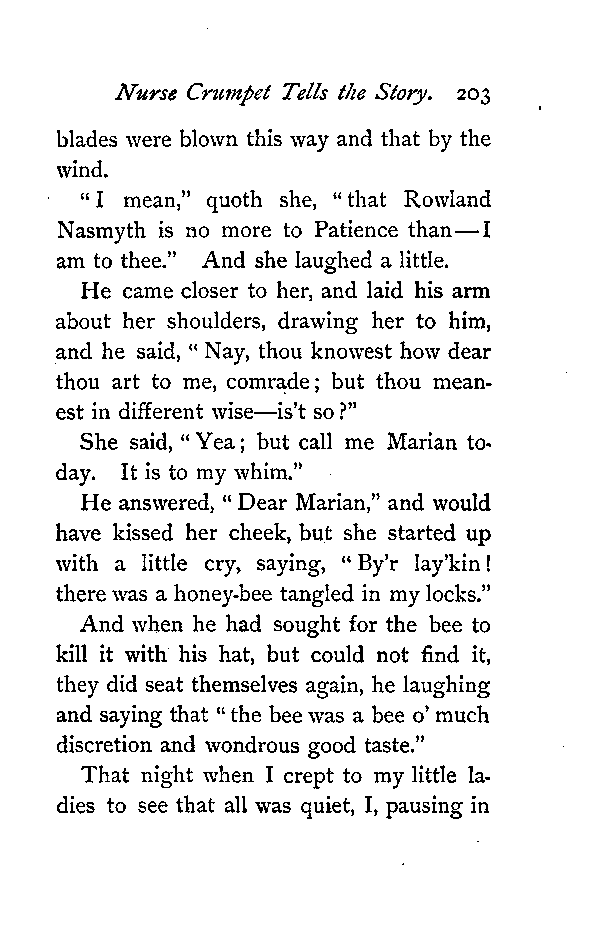 Nurse Crumpet Tells the Story. 203
blades were blown this way and that by the
wind.
“I mean,” quoth she, “that Rowland
Nasmyth is no more to Patience than—I
am to thee.” And she laughed a little.
He came closer to her, and laid his arm
about her shoulders, drawing her to him,
and he said, “Nay, thou knowest how dear
thou art to me, comrade; but thou mean-
est in different wise—is’t so?”
She said, “Yea; but call me Marian to-
day. It is to my whim.”
He answered, “Dear Marian,” and would
have kissed her cheek, but she started up
with a little cry, saying, “By’r lay’kin!
there was a honey-bee tangled in my locks.”
And when he had sought for the bee to
kill it with his hat, but could not find it,
they did seat themselves again, he laughing
and saying that “the bee was a bee o’ much
discretion and wondrous good taste.”
That night when I crept to my little la-
dies to see that all was quiet, I, pausing in